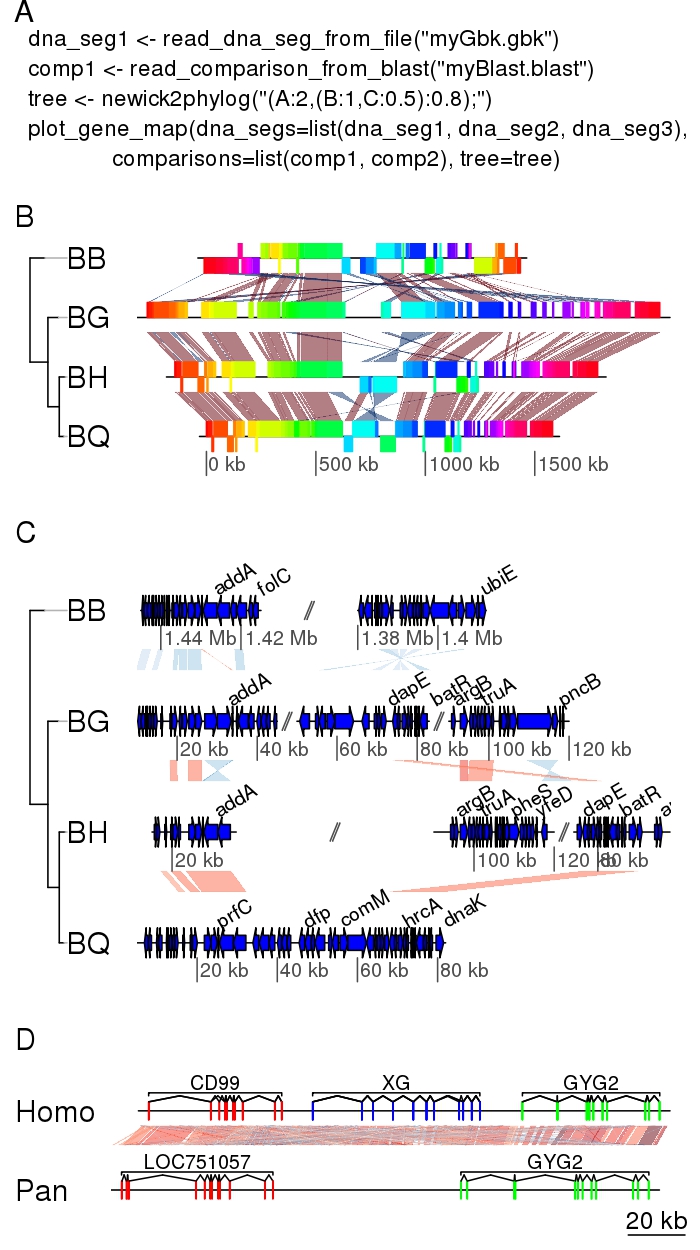 A
dna_seg1 <- read_dna_seg_from_file("myGbk.gbk")
comp1 <- read_comparison_from_blast("myBlast.blast")
tree <- newick2phylog("(A:2,(B:1,C:0.5):0.8);")
plot_gene_map(dna_segs=list(dna_seg1, dna_seg2, dna_seg3),
comparisons=list(comp1, comp2), tree=tree)
B
BB
BG
BH
BQ
0 kb 500 kb 1000 kb 1500 kb
C
addA folC ubiE
BB //
1.44 Mb 1.42 Mb 1.38 Mb 1.4 Mb
addA dapE batR argB truA pncB
BG // //
20 kb 40 kb 60 kb 80 kb 100 kb 120 kb
addA argB truA pheS yfeD dapE batR
BH // //
20 kb 100 kb 120 kb 80 kb
prfC dfp comM hrcA dnaK
BQ
20 kb 40 kb 60 kb 80 kb
D
CD99 XG GYG2
Homo
LOC751057 GYG2
Pan
20 kb